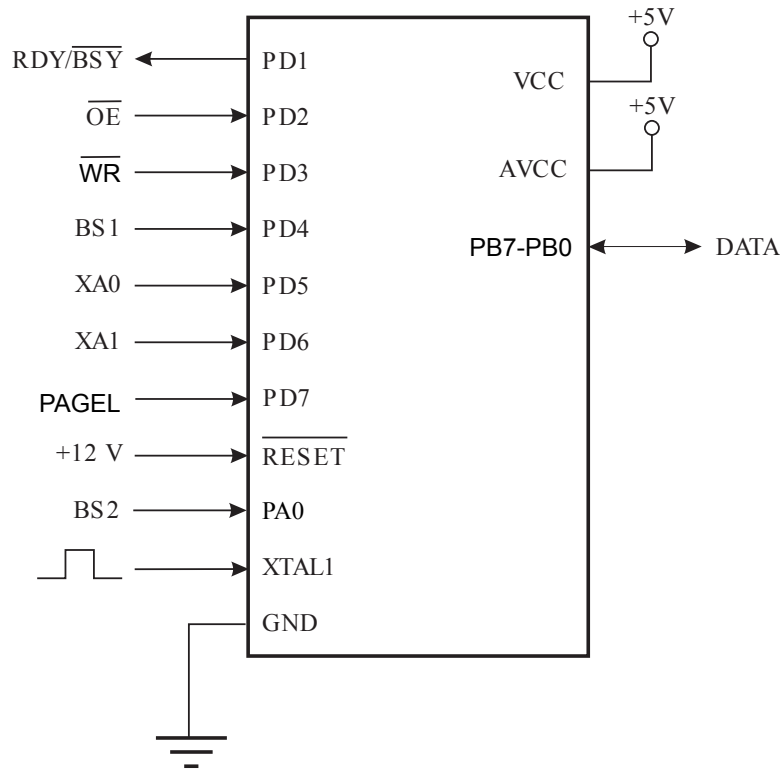 +5V
RDY/BSY PD1
VCC
OE PD2
+5V
WR PD3 AVCC
BS1 PD4
PB7-PB0 DATA
XA0 PD5
XA1 PD6
PAGEL PD7
+12 V RESET
BS2 PA0
XTAL1
GND